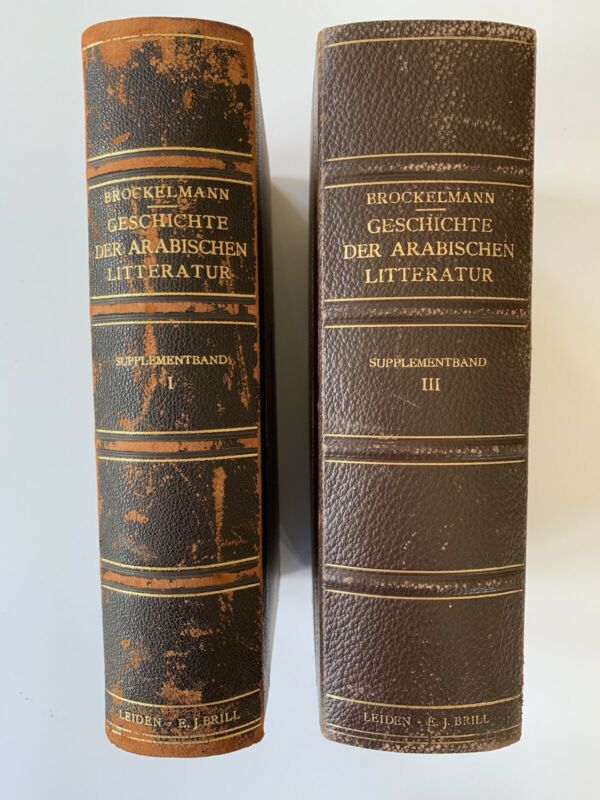 BROCKELMANN
GESCHICHTE
DER ARABISCHEN
LITTERATUR
SUPPLEMENTBAND
I
LEIDEN - E. J. BRILL
BROCKELMANN
GESCHICHTE
DER ARABISCHEN
LITTERATUR
SUPPLEMENTBAND
III
LEIDEN - E. J. BRILL